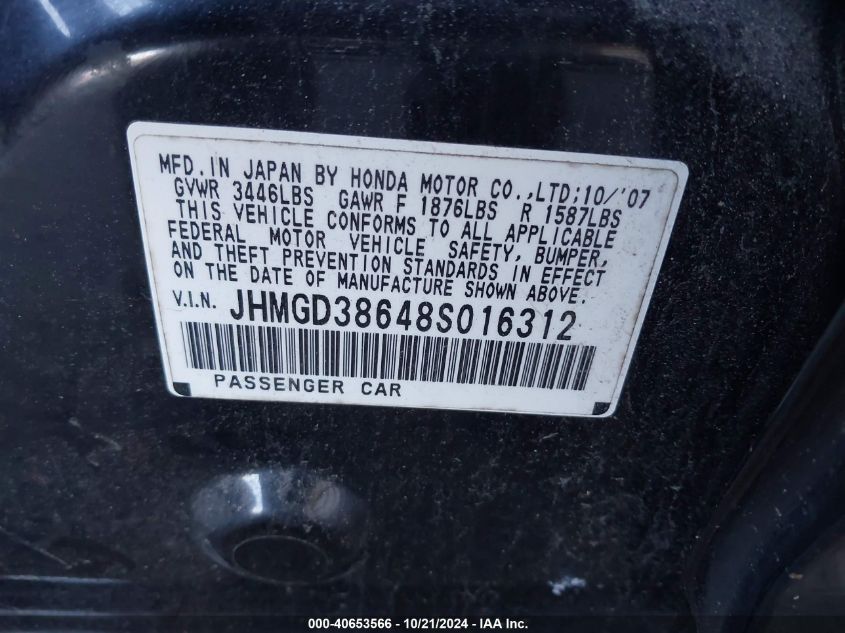 MFD.IN JAPAN BY HONDA MOTOR CO.,LTD;10/'07
GVWR 3446LBS GAWR F 1876LBS R 1587LBS
THIS VEHICLE CONFORMS TO ALL APPLICABLE
FEDERAL MOTOR VEHICLE SAFETY, BUMPER,
AND THEFT PREVENTION STANDARDS IN EFFECT
ON THE DATE OF MANUFACTURE SHOWN ABOVE.
V.I.N. JHMGD38648S016312
PASSENGER CAR
000-40653566 - 10/21/2024 - IAA Inc.